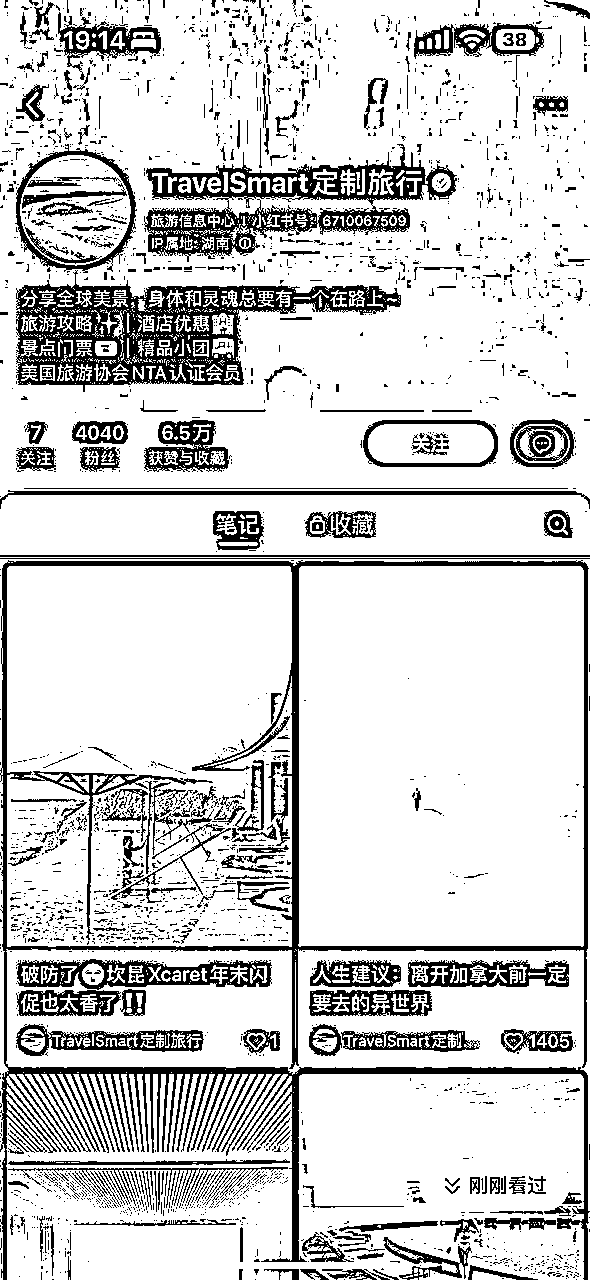 19:14
38
TravelSmart定制旅行
旅游信息中心 | 小红书号: 6710067509
IP属地: 湖南
分享全球美景,身体和灵魂总要有一个在路上~
旅游攻略✨ | 酒店优惠🏨
景点门票🎫 | 精品小团🚌
美国旅游协会NTA认证会员
7
4040
6.5万
关注
粉丝
获赞与收藏
关注
笔记
收藏
破防了坎昆Xcaret年末闪
促也太香了‼️
TravelSmart定制旅行
1
人生建议:离开加拿大前一定
要去的异世界
TravelSmart定制...
1405
刚刚看过